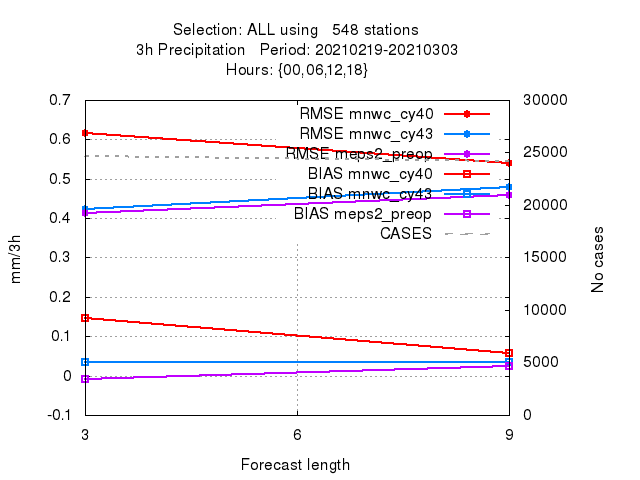 Selection: ALL using   548 stations
3h Precipitation   Period: 20210219-20210303
Hours: {00,06,12,18}
0.7
30000
RMSE mnwc_cy40
0.6
RMSE mnwc_cy43
25000
RMSE meps2_preop
0.5
BIAS mnwc_cy40
BIAS mnwc_cy43
20000
0.4
BIAS meps2_preop
CASES
mm/3h
0.3
15000
No cases
0.2
10000
0.1
5000
0
-0.1
0
3
6
9
Forecast length